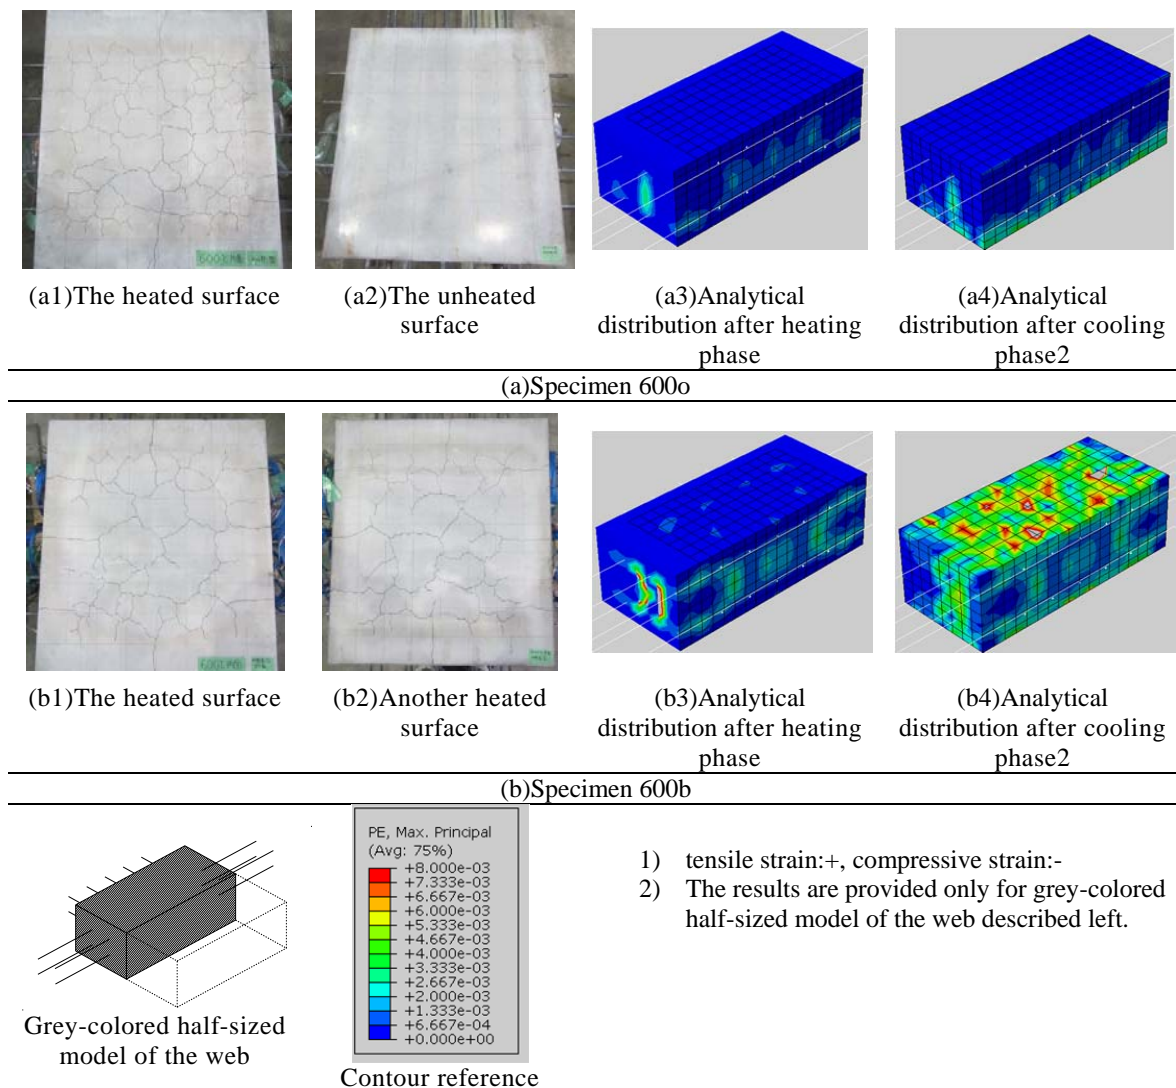 6001
(a1)The heated surface
(a2)The unheated
surface
(a3)Analytical
distribution after heating
phase
(a4)Analytical
distribution after cooling
phase2
(a)Specimen 600o
6001
(b1)The heated surface
(b2)Another heated
surface
(b3)Analytical
distribution after heating
phase
(b4)Analytical
distribution after cooling
phase2
(b)Specimen 600b
Grey-colored half-sized
model of the web
PE, Max. Principal
(Avg: 75%)
+8.000e-03
+7.333e-03
+6.667e-03
+6.000e-03
+5.333e-03
+4.667e-03
+4.000e-03
+3.333e-03
+2.667e-03
+2.000e-03
+1.333e-03
+6.667e-04
+0.000e+00
Contour reference
1) tensile strain:+, compressive strain:-
2) The results are provided only for grey-colored
half-sized model of the web described left.